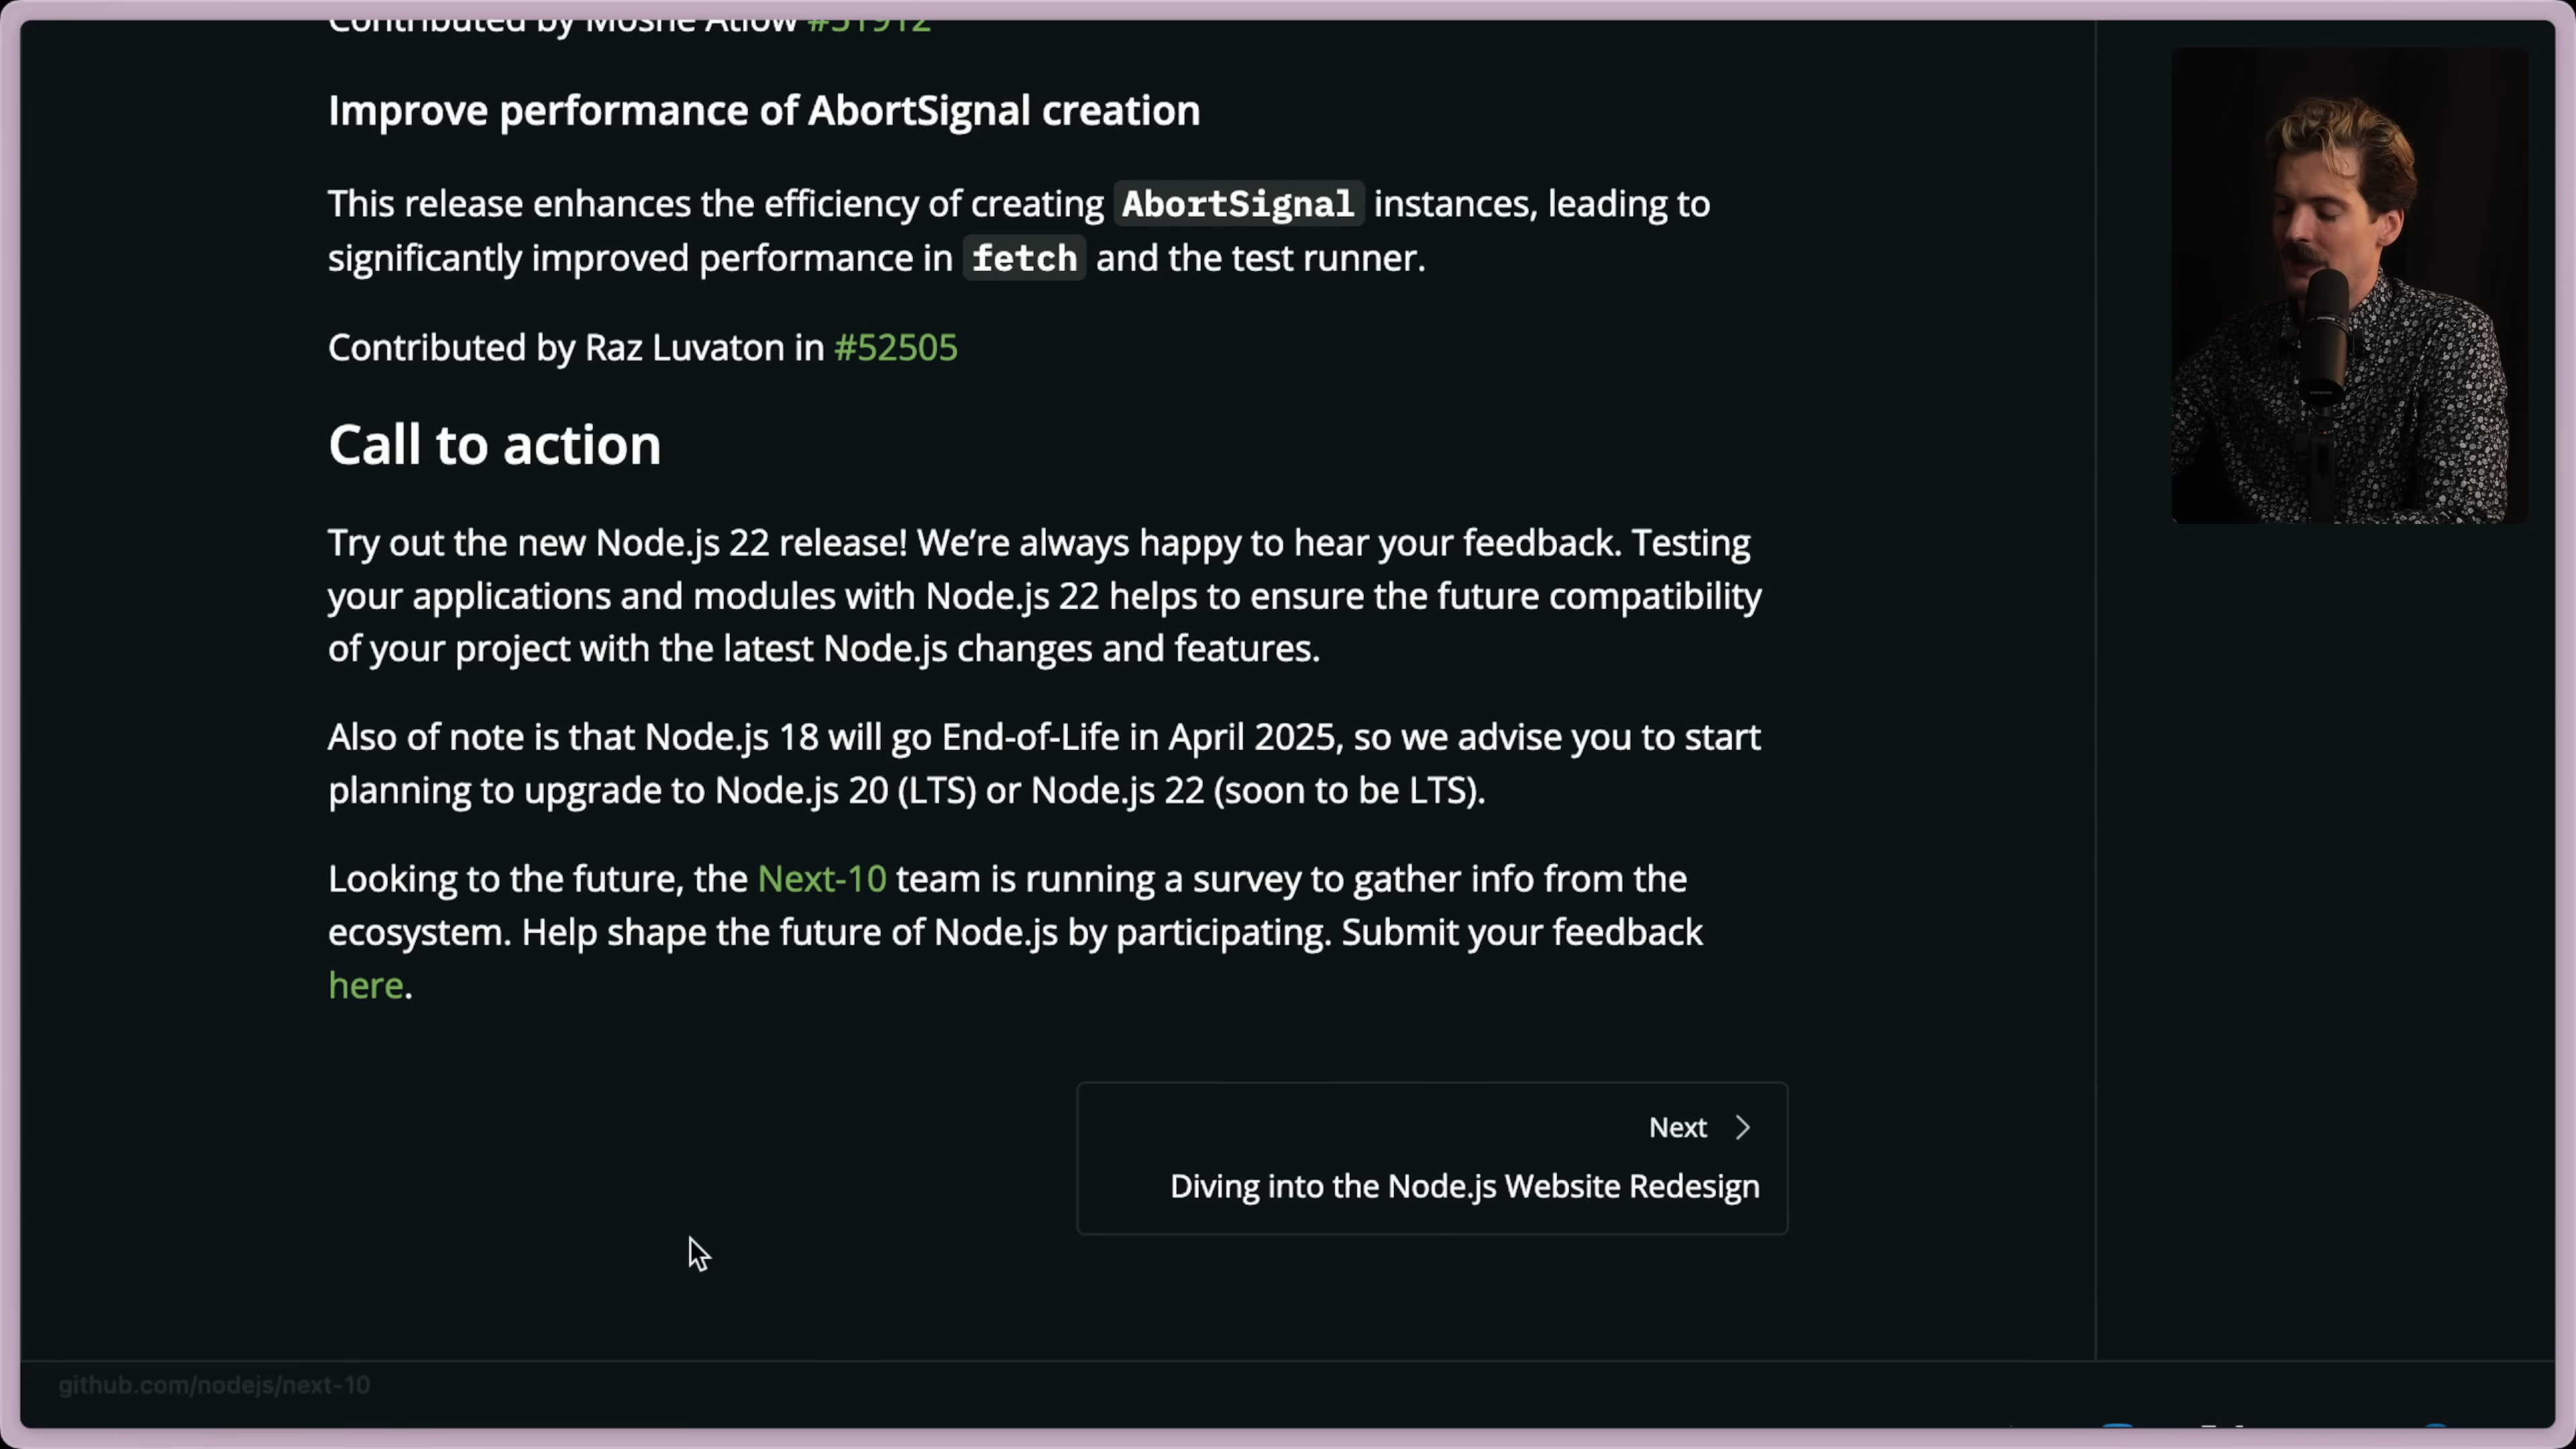 Contributed by Moshe Atlow #51912
Improve performance of AbortSignal creation
This release enhances the efficiency of creating AbortSignal instances, leading to
significantly improved performance in fetch and the test runner.
Contributed by Raz Luvaton in #52505
Call to action
Try out the new Node.js 22 release! We’re always happy to hear your feedback. Testing
your applications and modules with Node.js 22 helps to ensure the future compatibility
of your project with the latest Node.js changes and features.
Also of note is that Node.js 18 will go End-of-Life in April 2025, so we advise you to start
planning to upgrade to Node.js 20 (LTS) or Node.js 22 (soon to be LTS).
Looking to the future, the Next-10 team is running a survey to gather info from the
ecosystem. Help shape the future of Node.js by participating. Submit your feedback
here.
Next
Diving into the Node.js Website Redesign
github.com/nodejs/next-10